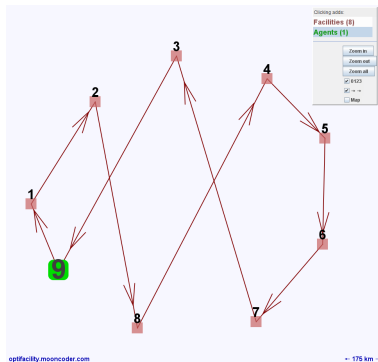 Clicking adds:
Facilities (8)
Agents (1)
Zoom in
Zoom out
Zoom all
0123
→ →
Map
3
4
2
5
1
6
9
7
8
optifacility.mooncoder.com
← 175 km →